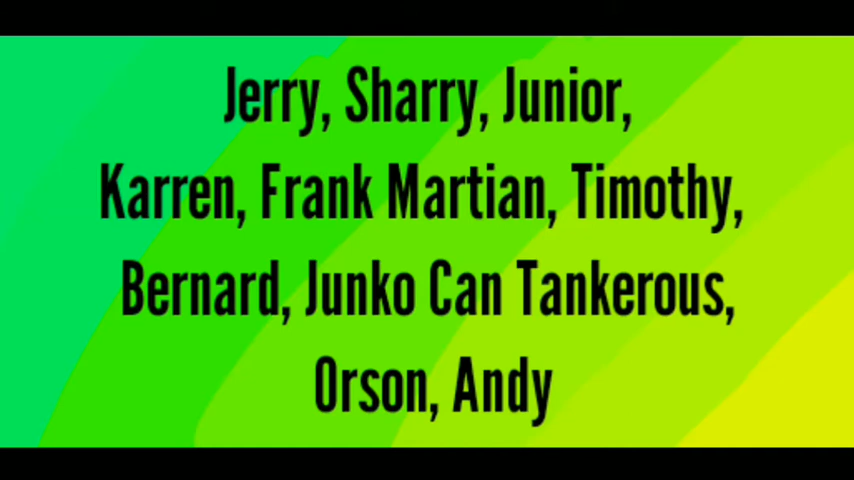 Jerry, Sharry, Junior,
Karren, Frank Martian, Timothy,
Bernard, Junko Can Tankerous,
Orson, Andy